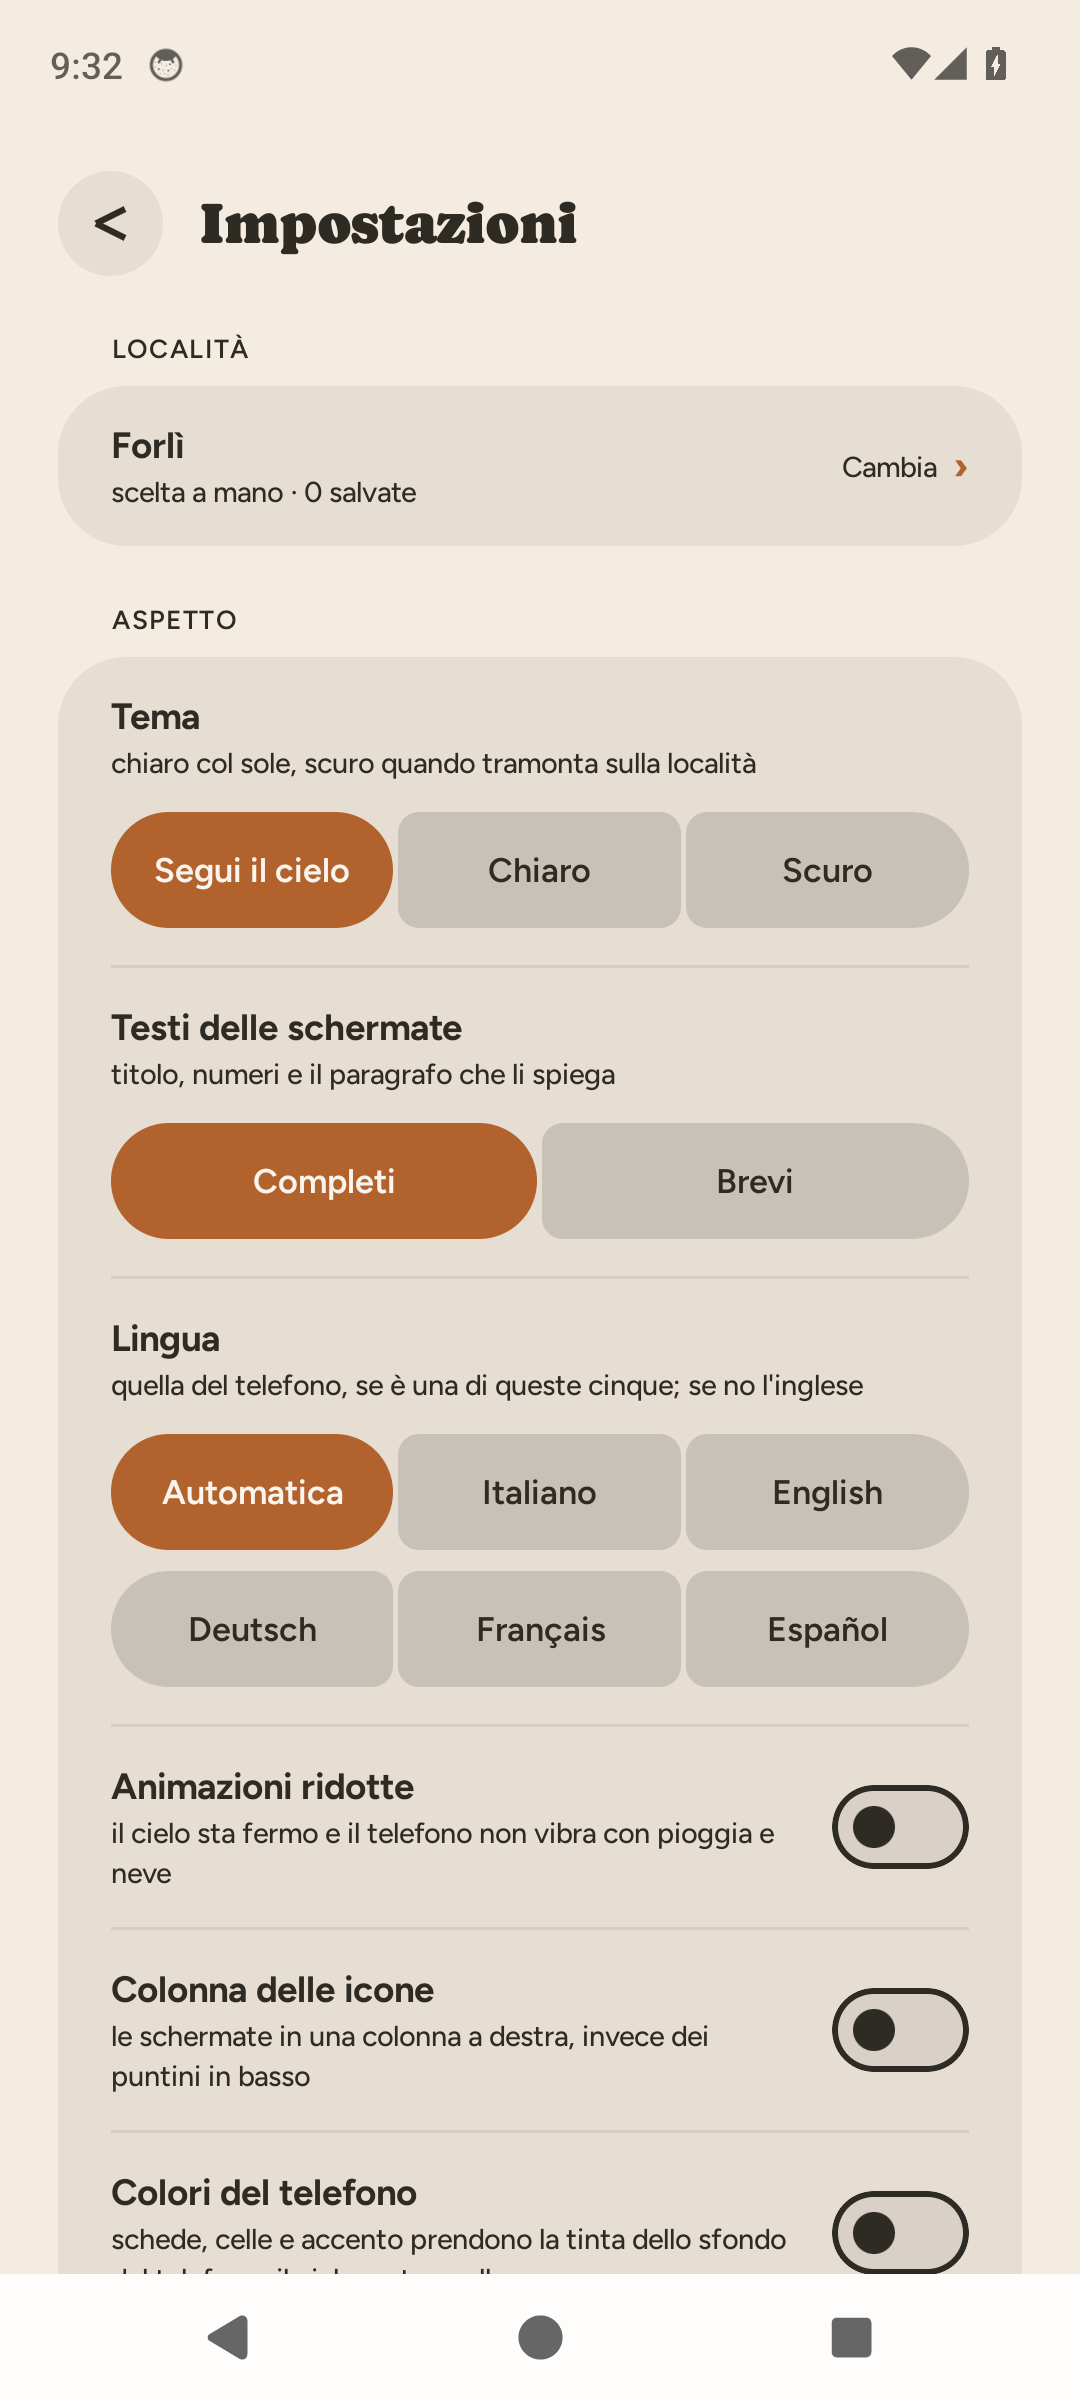 9:32
Impostazioni
LOCALITÀ
Forlì
scelta a mano · 0 salvate
Cambia ›
ASPETTO
Tema
chiaro col sole, scuro quando tramonta sulla località
Segui il cielo
Chiaro
Scuro
Testi delle schermate
titolo, numeri e il paragrafo che li spiega
Completi
Brevi
Lingua
quella del telefono, se è una di queste cinque; se no l'inglese
Automatica
Italiano
English
Deutsch
Français
Español
Animazioni ridotte
il cielo sta fermo e il telefono non vibra con pioggia e
neve
Colonna delle icone
le schermate in una colonna a destra, invece dei
puntini in basso
Colori del telefono
schede, celle e accento prendono la tinta dello sfondo